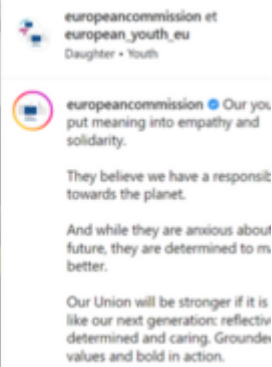 europeancommission et
european_youth_eu
Daughter • Youth
europeancommission Our you
put meaning into empathy and
solidarity.
They believe we have a responsib
towards the planet.
And while they are anxious about
future, they are determined to ma
better.
Our Union will be stronger if it is
like our next generation: reflective
determined and caring. Grounded
values and bold in action.